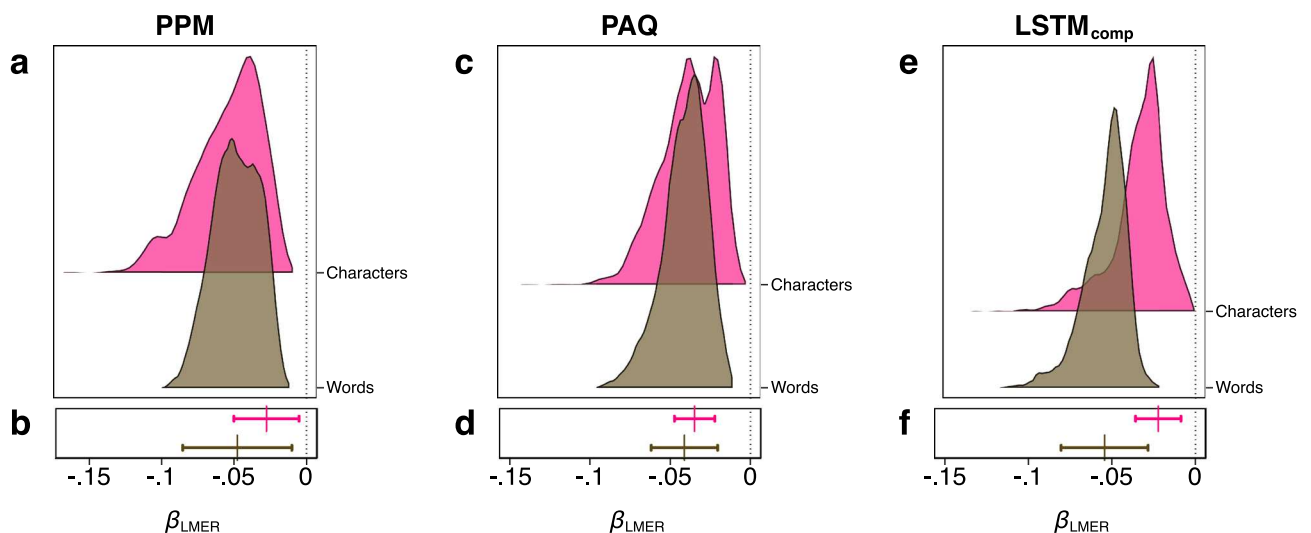 PPM PAQ LSTMcomp
a c e
Characters Characters Characters
Words Words Words
b d f
-.15 -.1 -.05 0 -.15 -.1 -.05 0 -.15 -.1 -.05 0
βLMER βLMER βLMER